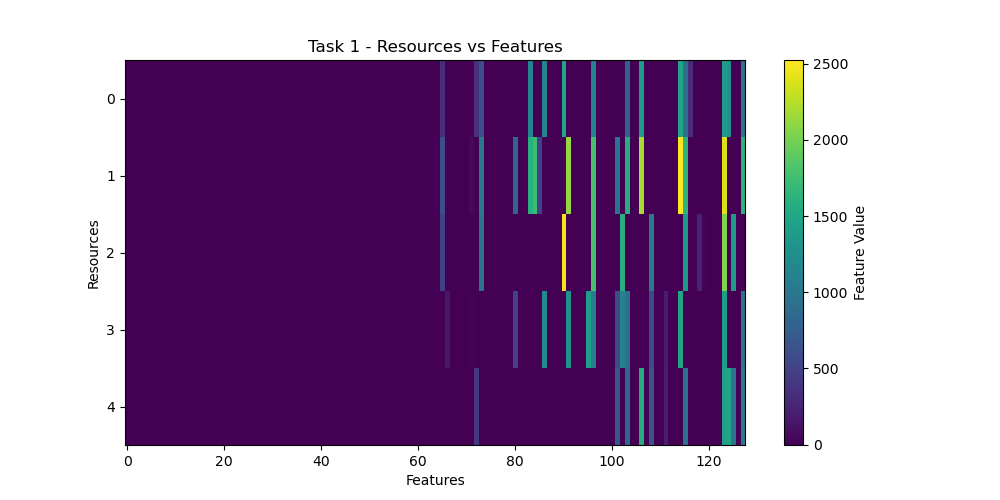 Task 1 - Resources vs Features
Resources
0
1
2
3
4
0 20 40 60 80 100 120
Features
2500
2000
1500
1000
500
0
Feature Value